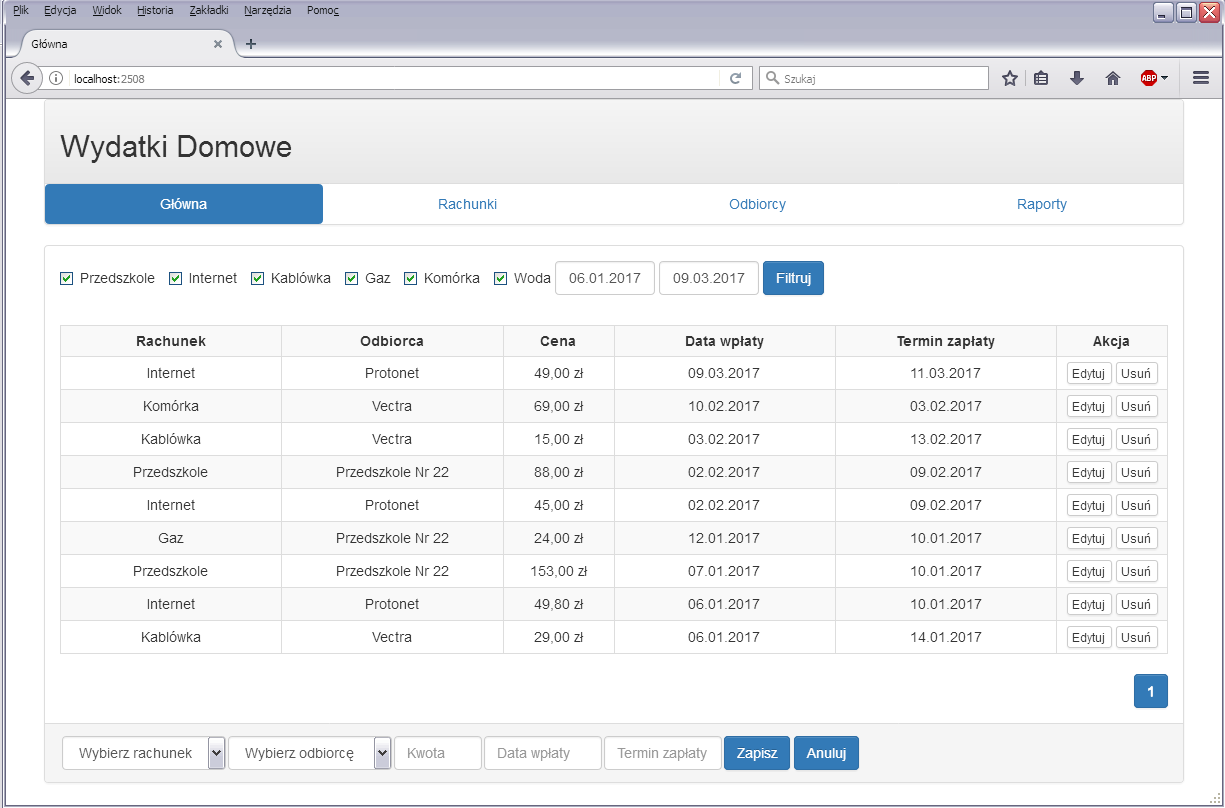 Plik Edycja Widok Historia Zakładki Narzędzia Pomoc
Główna
localhost:2508 Szukaj ABP
Wydatki Domowe
Główna Rachunki Odbiorcy Raporty
Przedszkole Internet Kablówka Gaz Komórka Woda 06.01.2017 09.03.2017 Filtruj
Rachunek Odbiorca Cena Data wpłaty Termin zapłaty Akcja
Internet Protonet 49,00 zł 09.03.2017 11.03.2017 Edytuj Usuń
Komórka Vectra 69,00 zł 10.02.2017 03.02.2017 Edytuj Usuń
Kablówka Vectra 15,00 zł 03.02.2017 13.02.2017 Edytuj Usuń
Przedszkole Przedszkole Nr 22 88,00 zł 02.02.2017 09.02.2017 Edytuj Usuń
Internet Protonet 45,00 zł 02.02.2017 09.02.2017 Edytuj Usuń
Gaz Przedszkole Nr 22 24,00 zł 12.01.2017 10.01.2017 Edytuj Usuń
Przedszkole Przedszkole Nr 22 153,00 zł 07.01.2017 10.01.2017 Edytuj Usuń
Internet Protonet 49,80 zł 06.01.2017 10.01.2017 Edytuj Usuń
Kablówka Vectra 29,00 zł 06.01.2017 14.01.2017 Edytuj Usuń
1
Wybierz rachunek Wybierz odbiorcę Kwota Data wpłaty Termin zapłaty Zapisz Anuluj